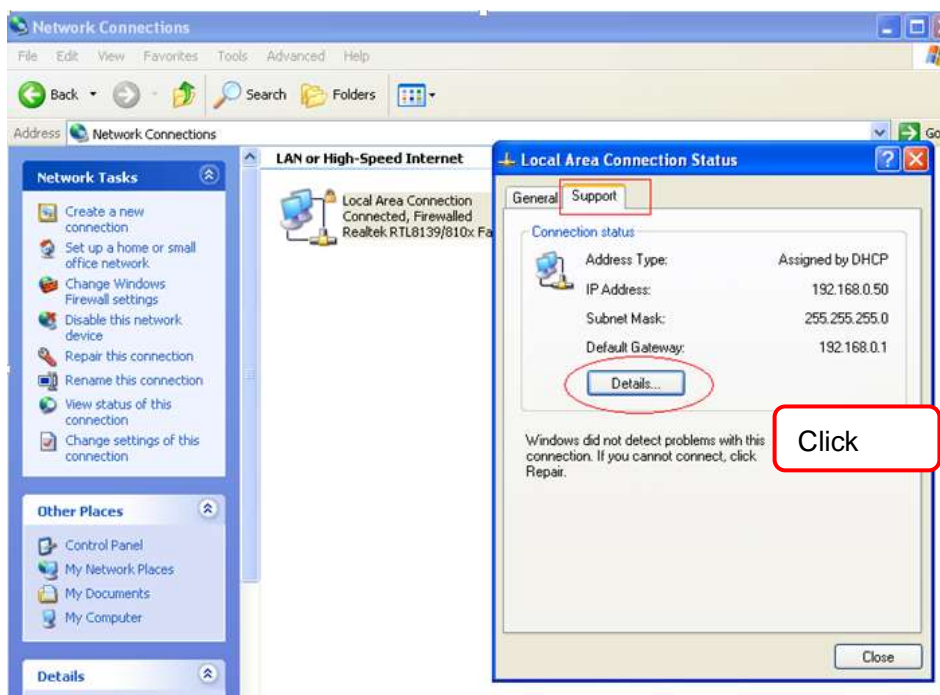 Network Connections
File Edit View Favorites Tools Advanced Help
Back Search Folders
Address Network Connections
Network Tasks
Create a new
connection
Set up a home or small
office network
Change Windows
Firewall settings
Disable this network
device
Repair this connection
Rename this connection
View status of this
connection
Change settings of this
connection
Other Places
Control Panel
My Network Places
My Documents
My Computer
Details
LAN or High-Speed Internet
Local Area Connection
Connected, Firewalled
Realtek RTL8139/810x Fa
Local Area Connection Status
General Support
Connection status
Address Type: Assigned by DHCP
IP Address: 192.168.0.50
Subnet Mask: 255.255.255.0
Default Gateway: 192.168.0.1
Details...
Click
Windows did not detect problems with this
connection. If you cannot connect, click
Repair.
Close